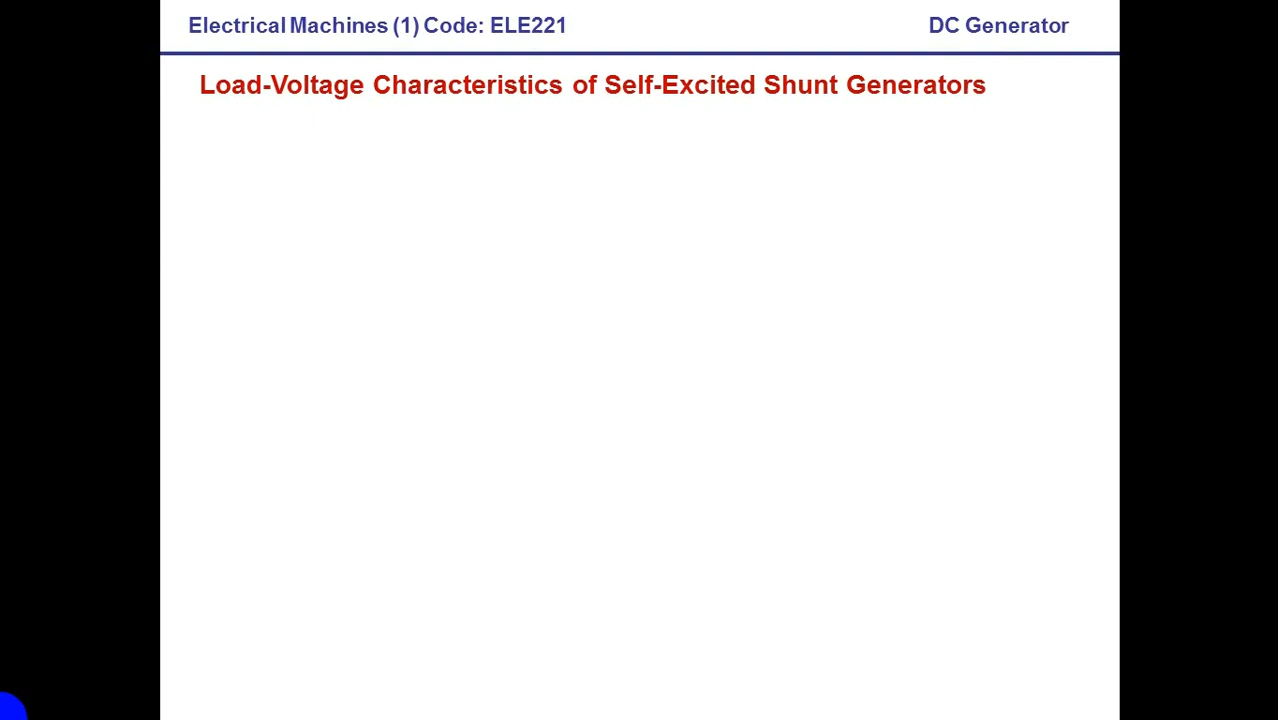 Electrical Machines (1) Code: ELE221 DC Generator
Load-Voltage Characteristics of Self-Excited Shunt Generators